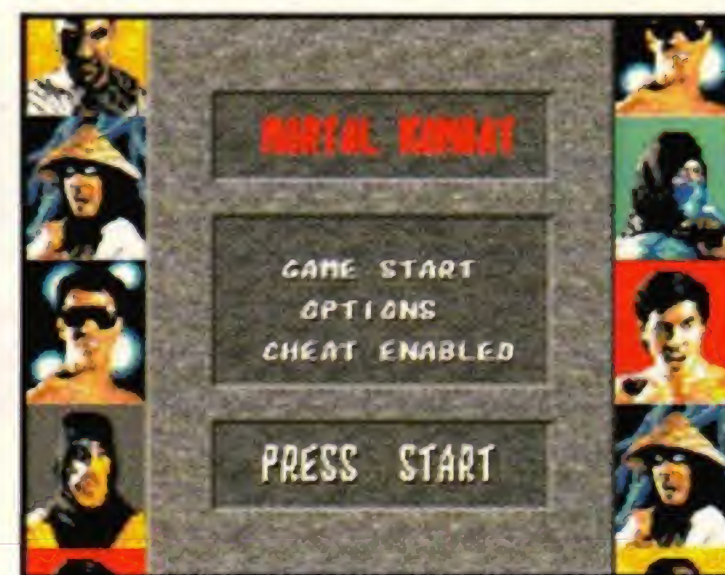 MORTAL KOMBAT
GAME START
OPTIONS
CHEAT ENABLED
PRESS START